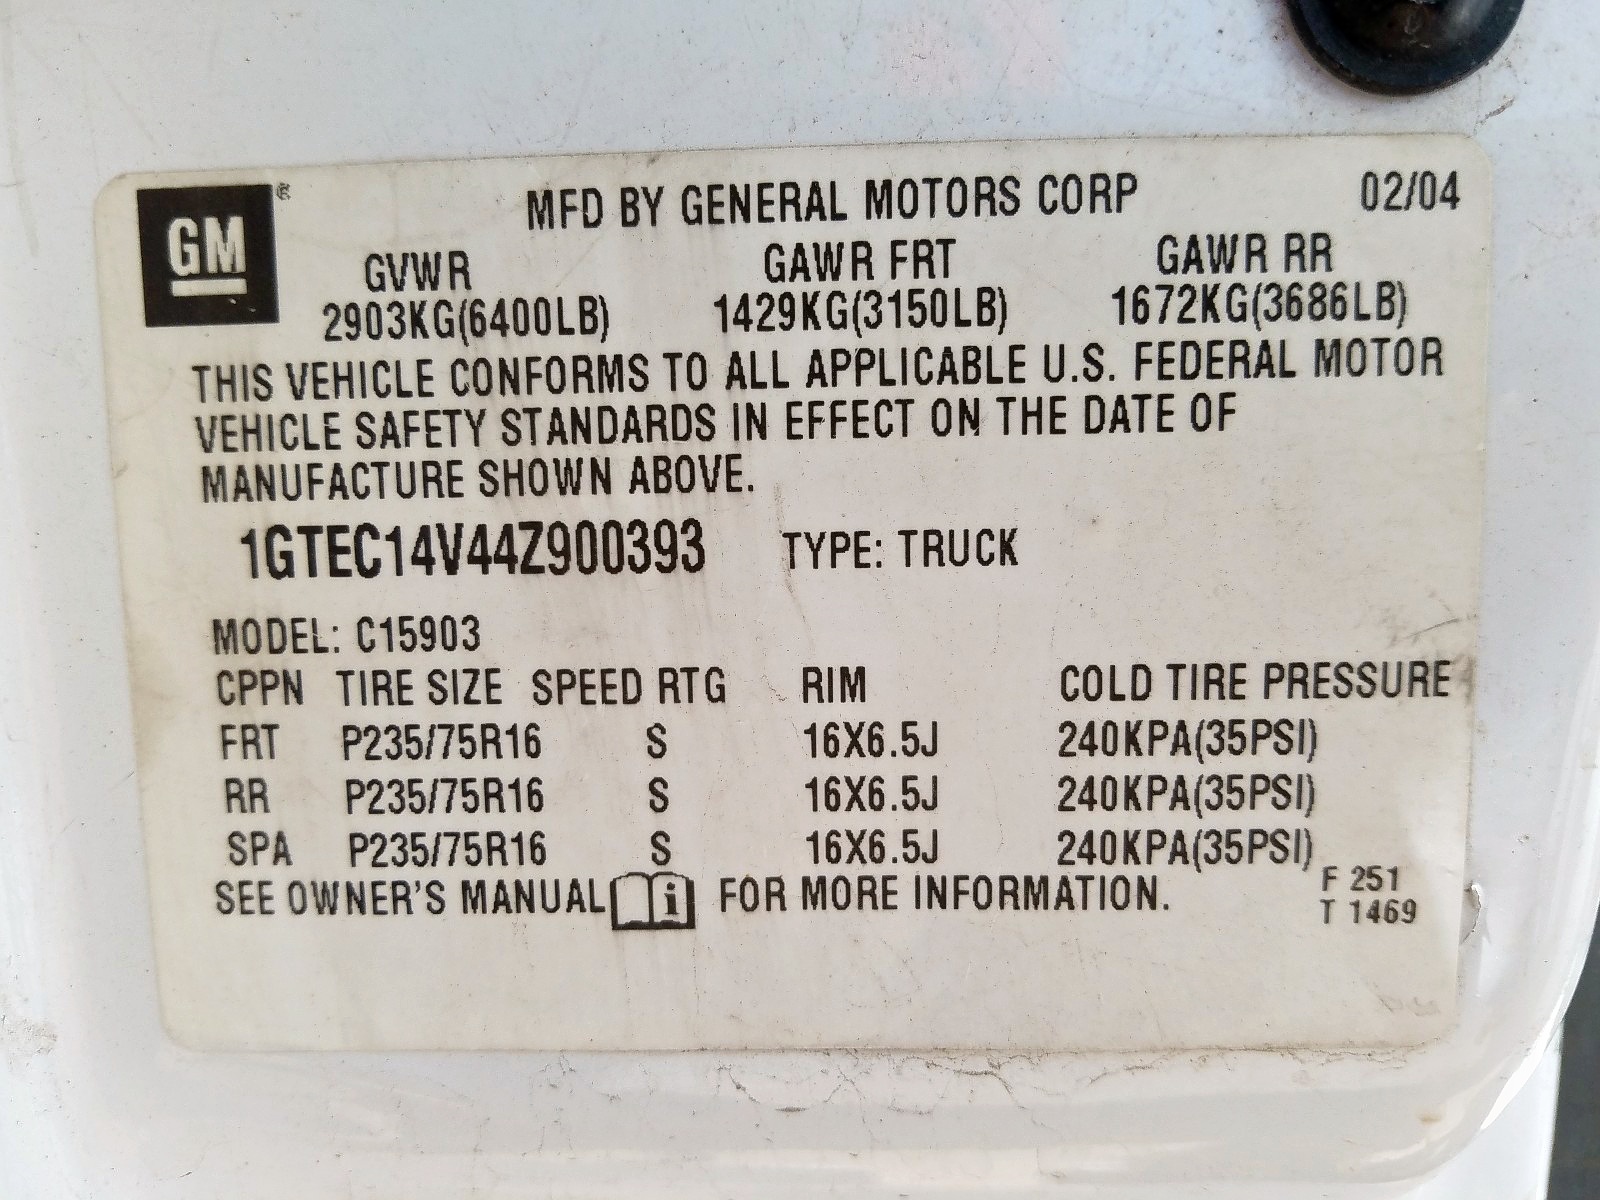 GM
MFD BY GENERAL MOTORS CORP 02/04
GVWR GAWR FRT GAWR RR
2903KG(6400LB) 1429KG(3150LB) 1672KG(3686LB)
THIS VEHICLE CONFORMS TO ALL APPLICABLE U.S. FEDERAL MOTOR
VEHICLE SAFETY STANDARDS IN EFFECT ON THE DATE OF
MANUFACTURE SHOWN ABOVE.
1GTEC14V44Z900393 TYPE: TRUCK
MODEL: C15903
CPPN TIRE SIZE SPEED RTG RIM COLD TIRE PRESSURE
FRT P235/75R16 S 16X6.5J 240KPA(35PSI)
RR P235/75R16 S 16X6.5J 240KPA(35PSI)
SPA P235/75R16 S 16X6.5J 240KPA(35PSI)
SEE OWNER'S MANUAL i FOR MORE INFORMATION.
F 251
T 1469